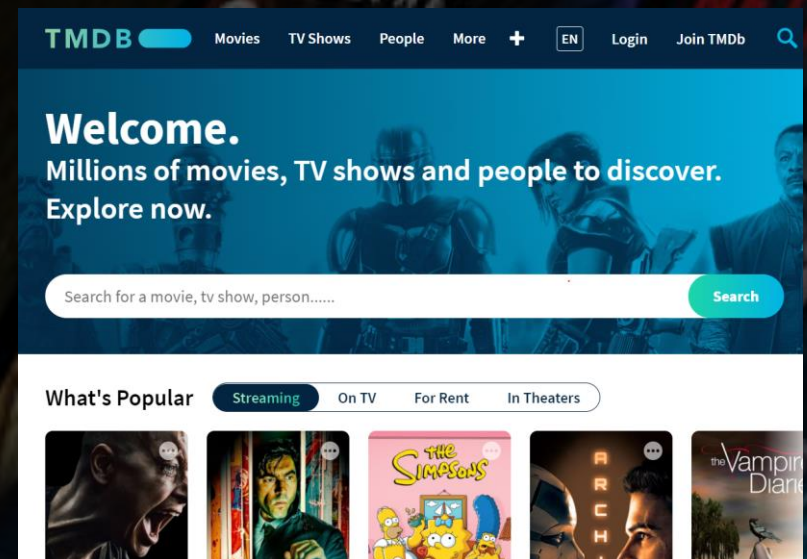 TMDB Movies TV Shows People More + EN Login Join TMDb
Welcome.
Millions of movies, TV shows and people to discover.
Explore now.
Search for a movie, tv show, person...... Search
What's Popular Streaming On TV For Rent In Theaters
THE
SIMPSONS
ARCH
the Vampire
Diarie